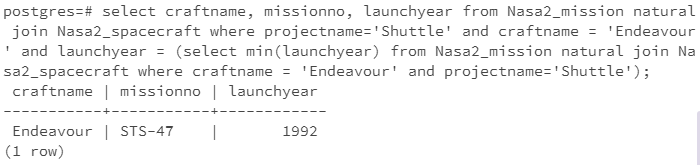 postgres=# select craftname, missionno, launchyear from Nasa2_mission natural
 join Nasa2_spacecraft where projectname='Shuttle' and craftname = 'Endeavour
' and launchyear = (select min(launchyear) from Nasa2_mission natural join Na
sa2_spacecraft where craftname = 'Endeavour' and projectname='Shuttle');
 craftname | missionno | launchyear
-----------+-----------+------------
 Endeavour | STS-47    |       1992
(1 row)